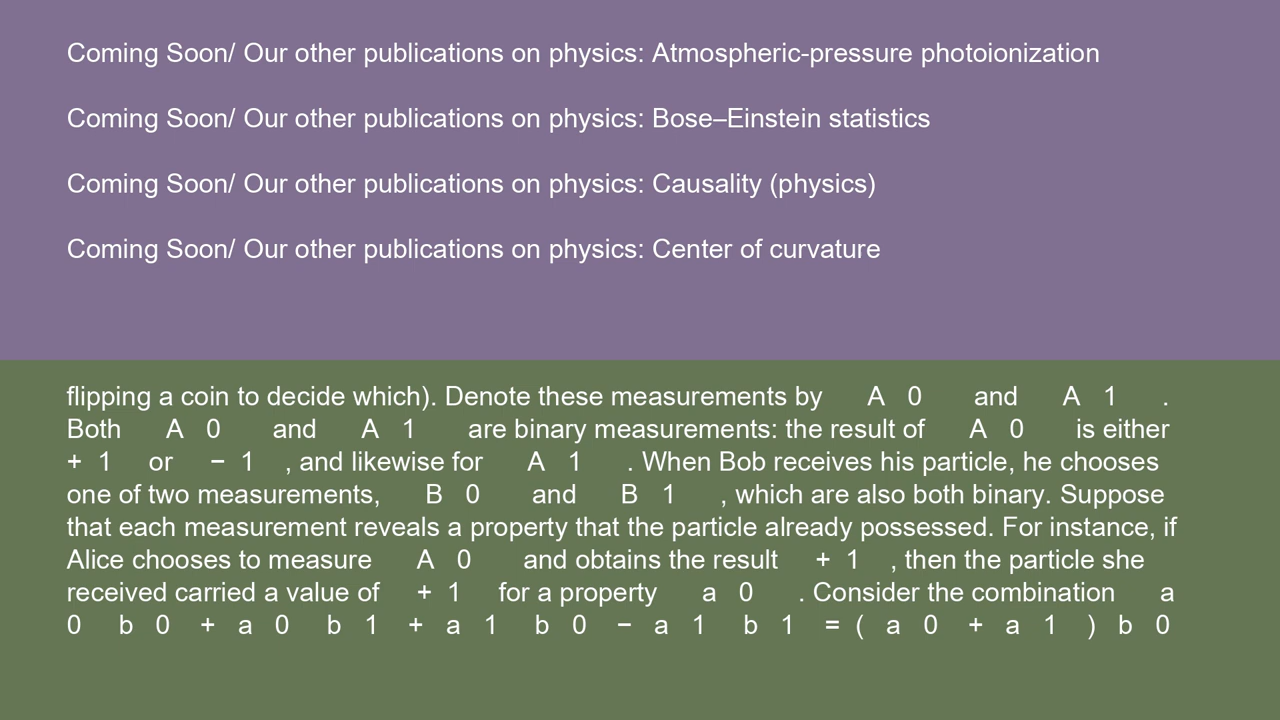 Coming Soon/ Our other publications on physics: Atmospheric-pressure photoionization
Coming Soon/ Our other publications on physics: Bose–Einstein statistics
Coming Soon/ Our other publications on physics: Causality (physics)
Coming Soon/ Our other publications on physics: Center of curvature
flipping a coin to decide which). Denote these measurements by A 0 and A 1 .
Both A 0 and A 1 are binary measurements: the result of A 0 is either
+ 1 or − 1 , and likewise for A 1 . When Bob receives his particle, he chooses
one of two measurements, B 0 and B 1 , which are also both binary. Suppose
that each measurement reveals a property that the particle already possessed. For instance, if
Alice chooses to measure A 0 and obtains the result + 1 , then the particle she
received carried a value of + 1 for a property a 0 . Consider the combination a
0 b 0 + a 0 b 1 + a 1 b 0 − a 1 b 1 = ( a 0 + a 1 ) b 0